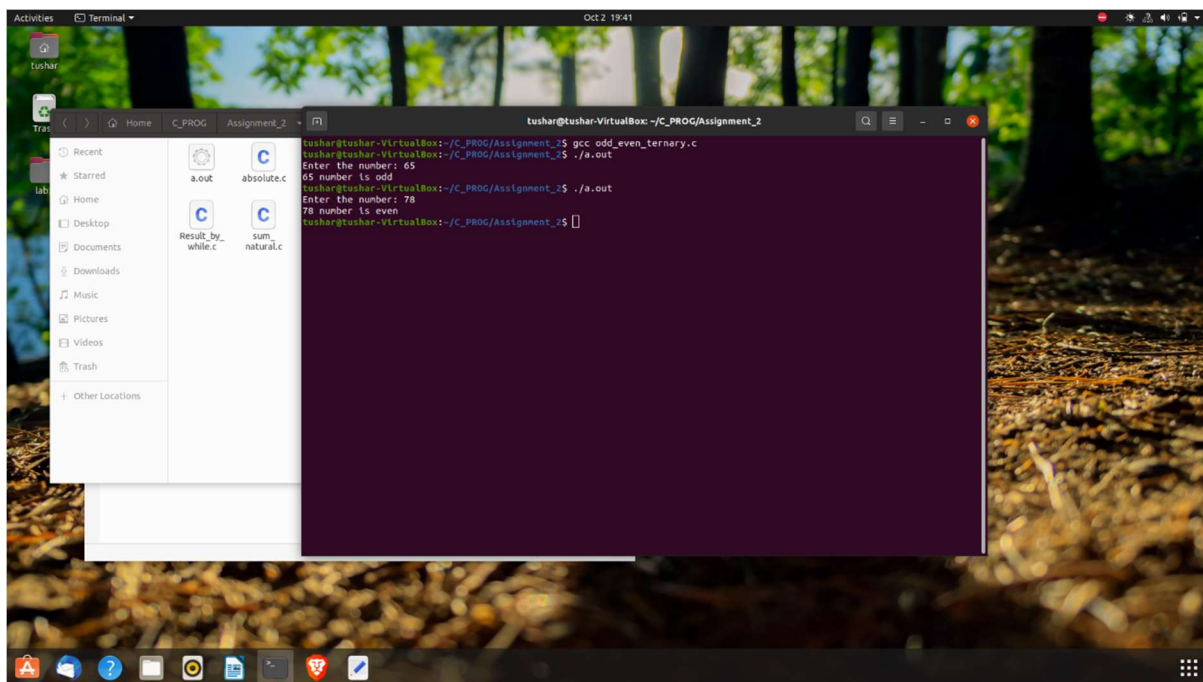 Activities Terminal Oct 2 19:41
tushar
Tras
lab
Home C_PROG Assignment_2
Recent
Starred
Home
Desktop
Documents
Downloads
Music
Pictures
Videos
Trash
+ Other Locations
a.out absolute.c
Result_by_
while.c
sum_
natural.c
tushar@tushar-VirtualBox: ~/C_PROG/Assignment_2
tushar@tushar-VirtualBox:~/C_PROG/Assignment_2$ gcc odd_even_ternary.c
tushar@tushar-VirtualBox:~/C_PROG/Assignment_2$ ./a.out
Enter the number: 65
65 number is odd
tushar@tushar-VirtualBox:~/C_PROG/Assignment_2$ ./a.out
Enter the number: 78
78 number is even
tushar@tushar-VirtualBox:~/C_PROG/Assignment_2$